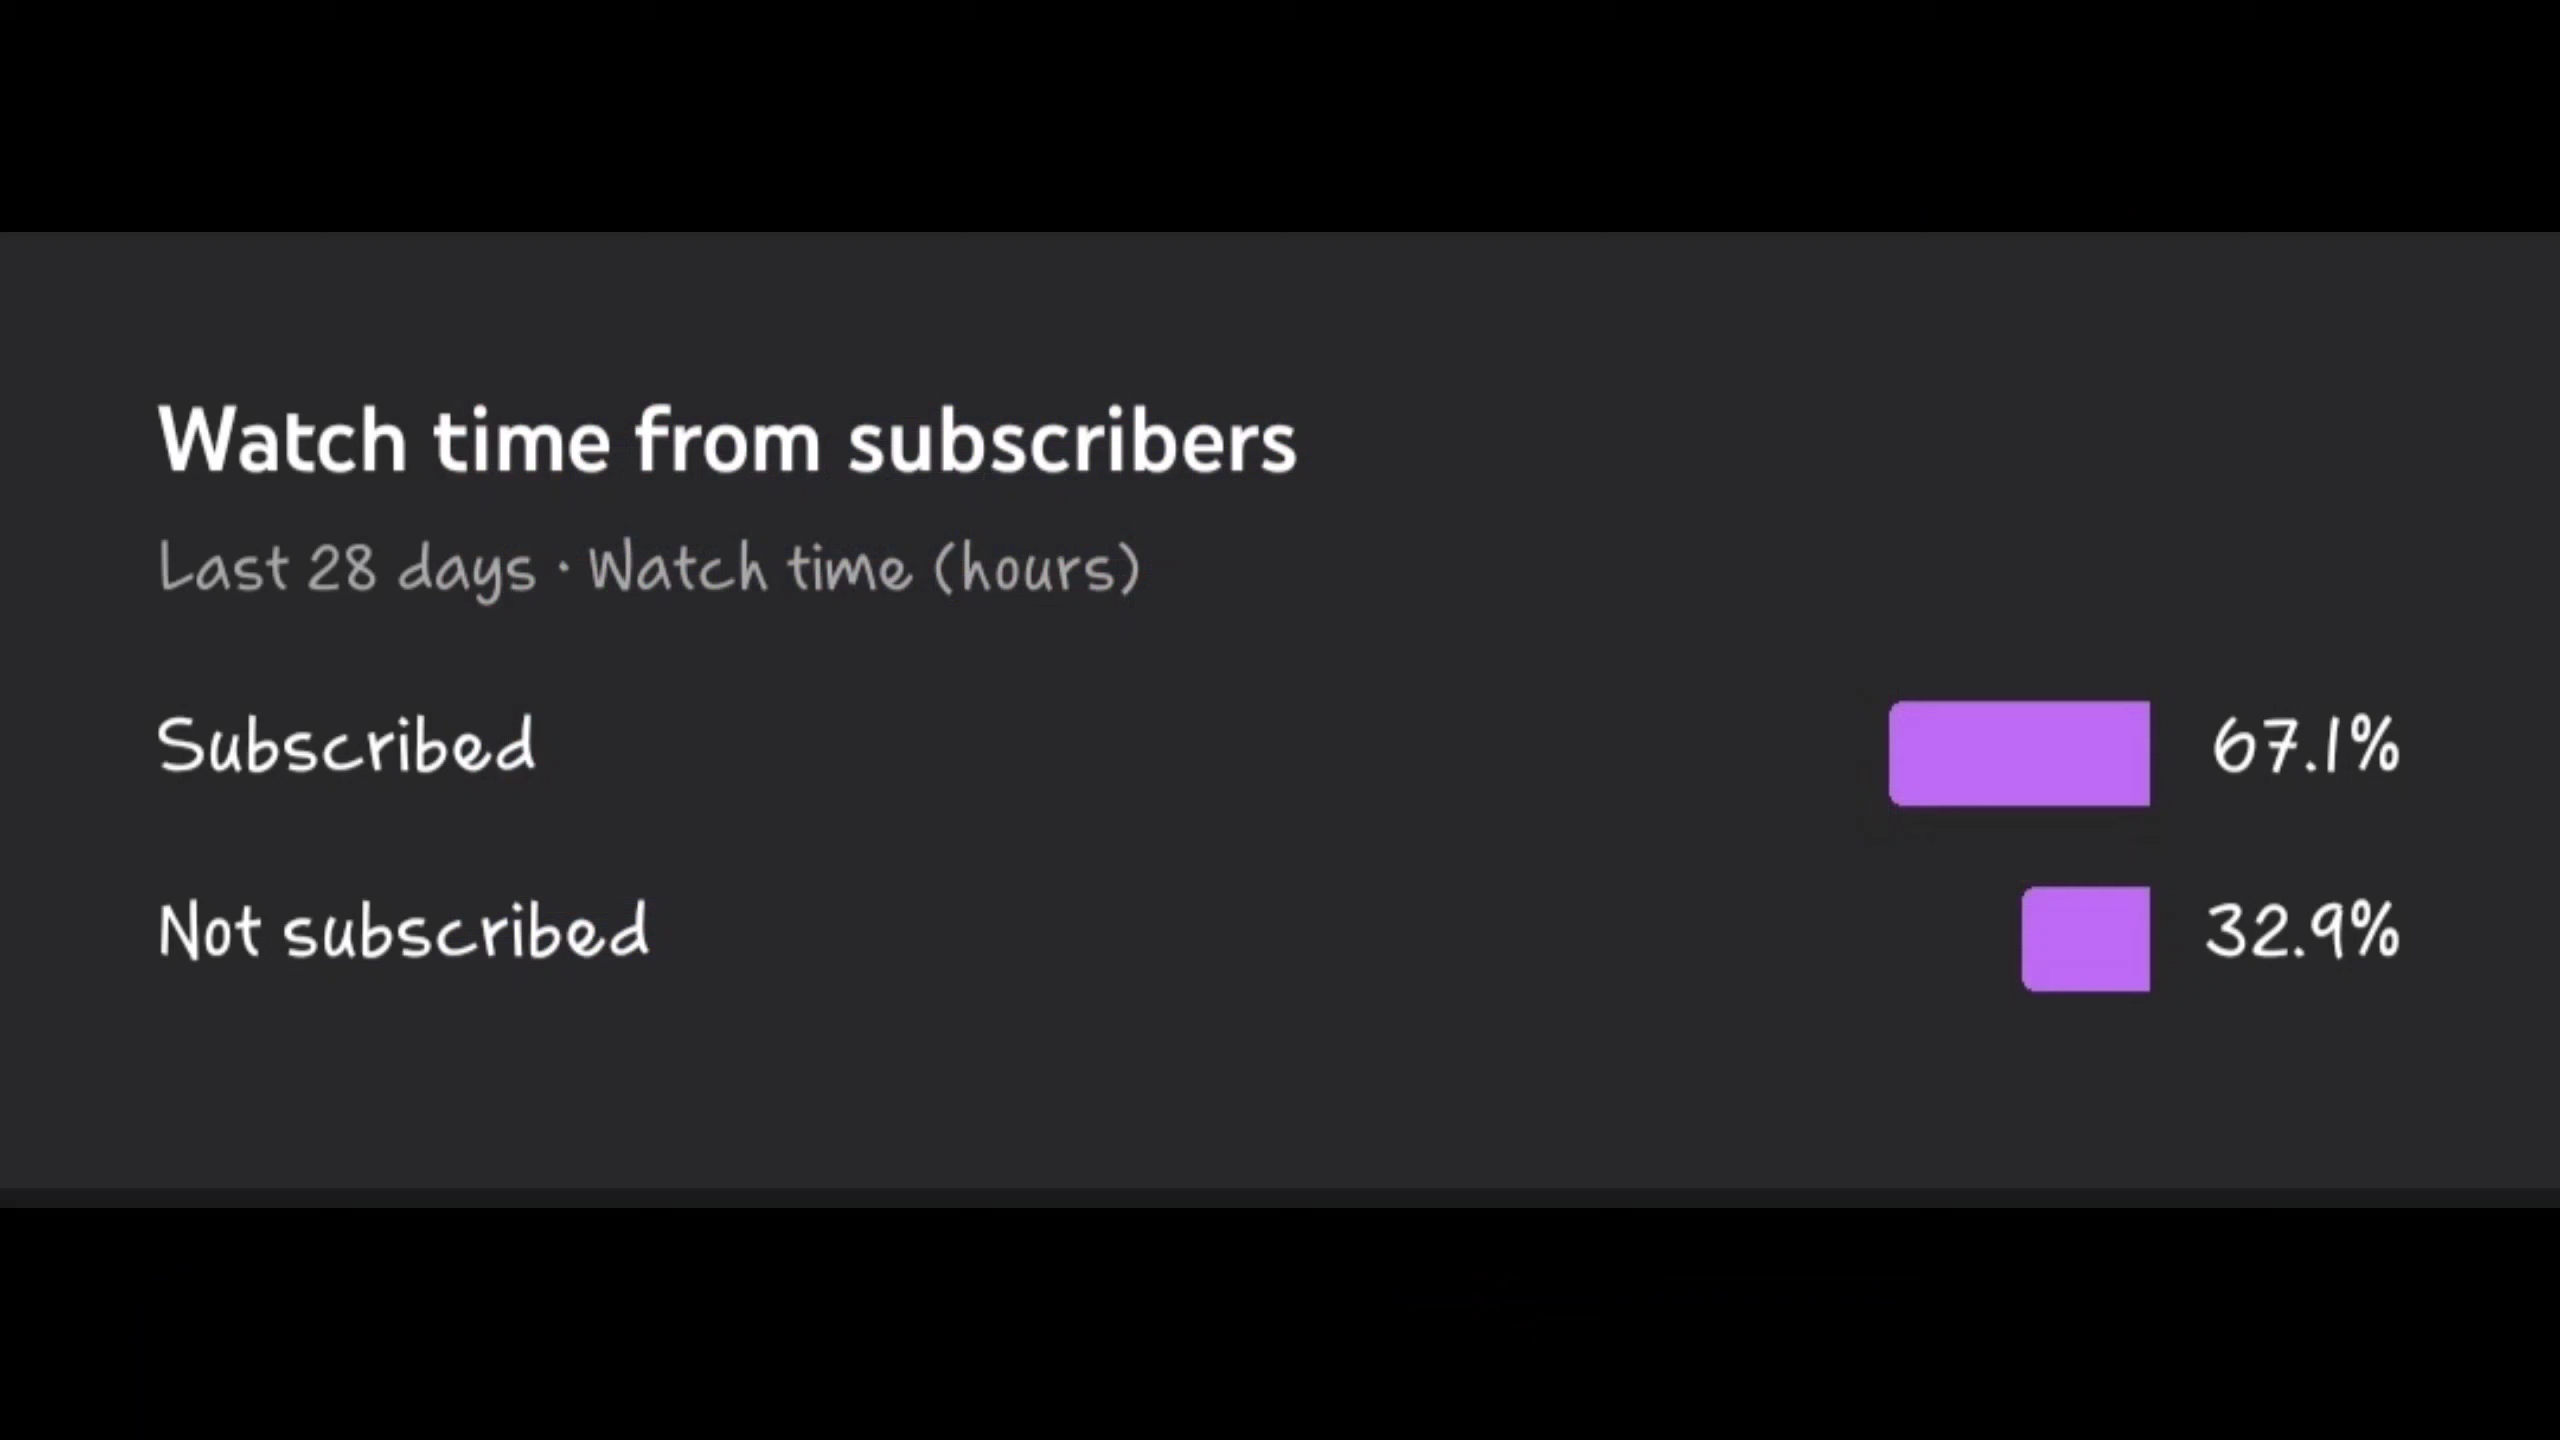 Watch time from subscribers
Last 28 days · Watch time (hours)
Subscribed 67.1%
Not subscribed 32.9%